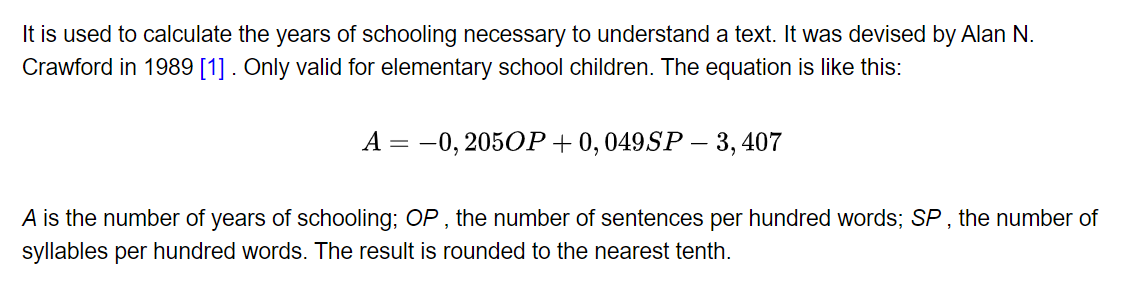 It is used to calculate the years of schooling necessary to understand a text. It was devised by Alan N.
Crawford in 1989 [1] . Only valid for elementary school children. The equation is like this:
A = −0, 205OP + 0, 049SP − 3, 407
A is the number of years of schooling; OP , the number of sentences per hundred words; SP , the number of
syllables per hundred words. The result is rounded to the nearest tenth.